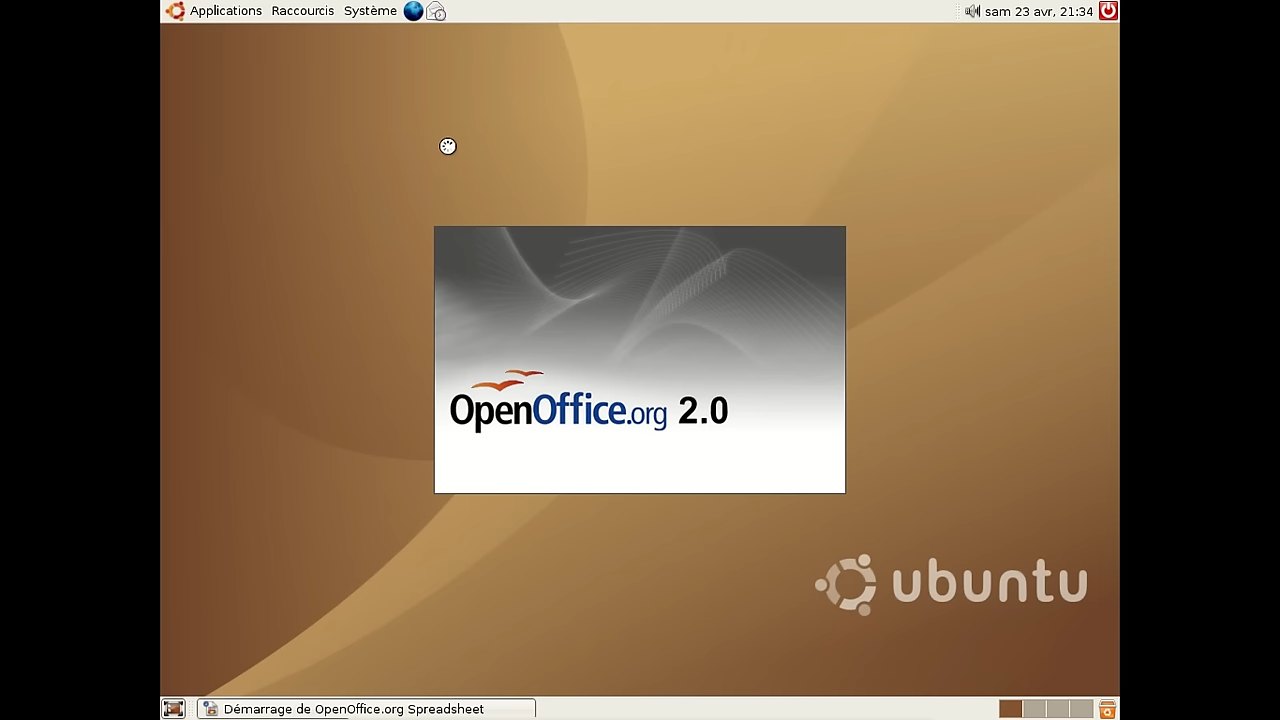 Applications Raccourcis Système sam 23 avr, 21:34
OpenOffice.org 2.0
ubuntu
Démarrage de OpenOffice.org Spreadsheet